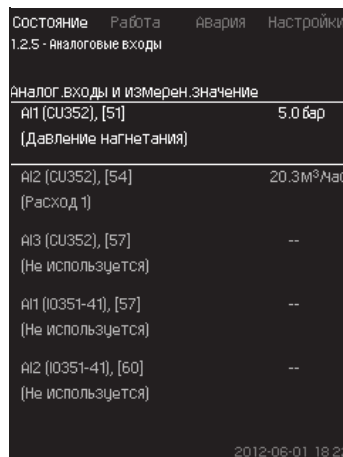 Состояние Работа Авария Настройки
1.2.5 - Аналоговые входы
Аналог.входы и измерен.значение
AI1 (CU352), [51] 5.0 бар
(Давление нагнетания)
AI2 (CU352), [54] 20.3м³/час
(Расход 1)
AI3 (CU352), [57] --
(Не используется)
AI1 (IO351-41), [57] --
(Не используется)
AI2 (IO351-41), [60] --
(Не используется)
2012-06-01 18:2